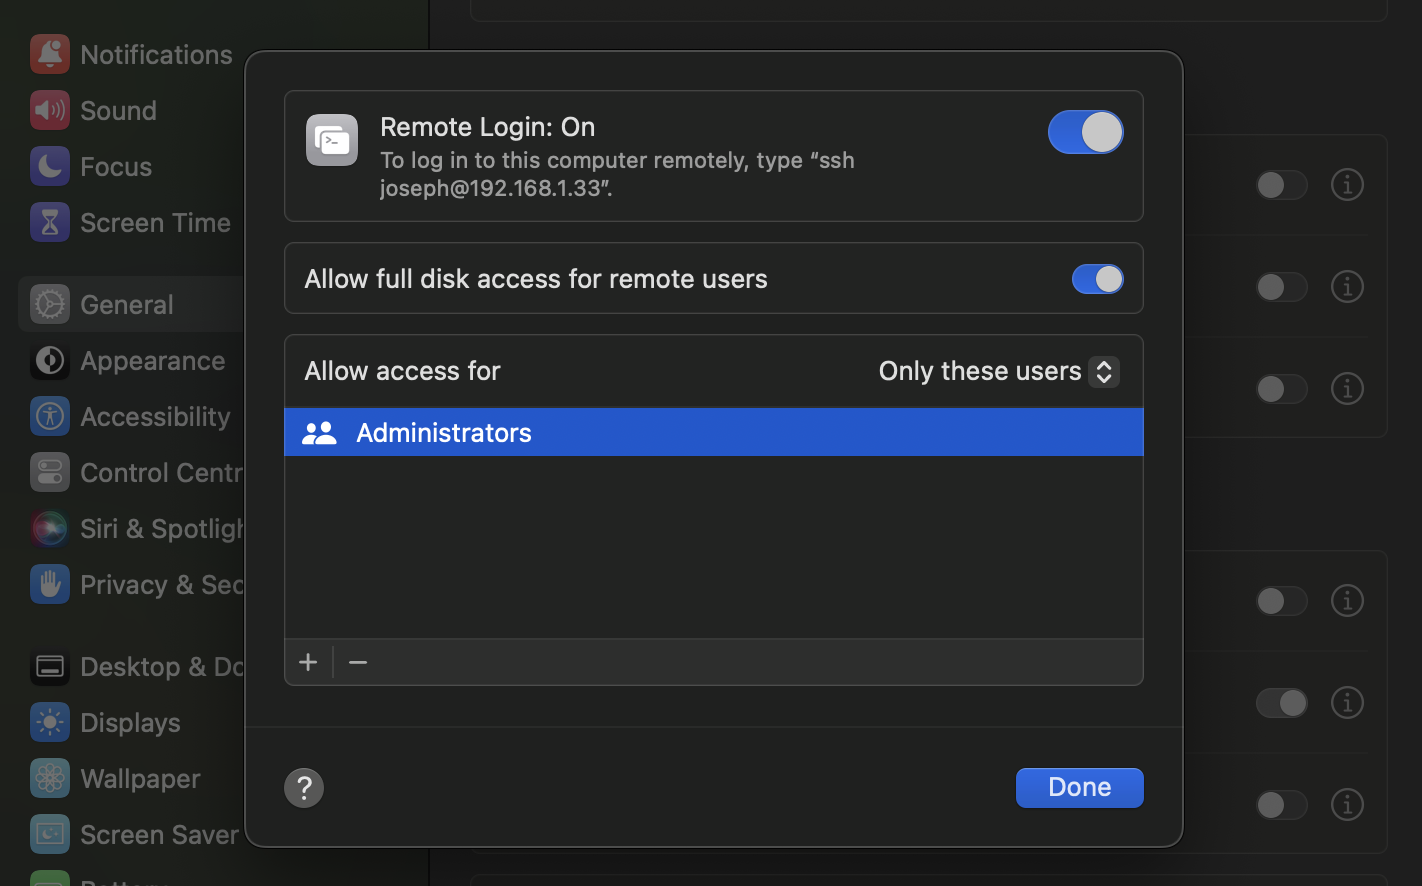 Notifications
Sound
Focus
Screen Time
General
Appearance
Accessibility
Control Centr
Siri & Spotligh
Privacy & Sec
Desktop & Do
Displays
Wallpaper
Screen Saver
Remote Login: On
To log in to this computer remotely, type “ssh
joseph@192.168.1.33”.
Allow full disk access for remote users
Allow access for
Only these users
Administrators
+ −
?
Done